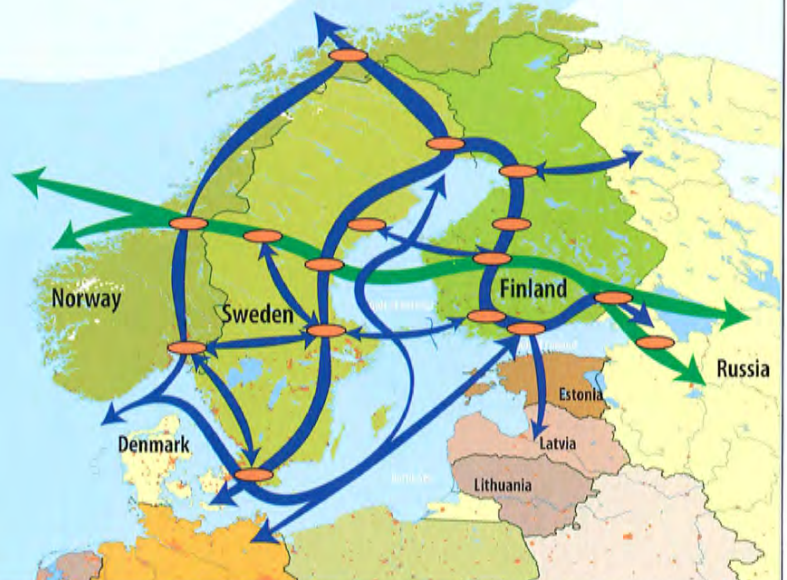 Norway
Sweden
Finland
Russia
Estonia
Denmark
Latvia
Lithuania